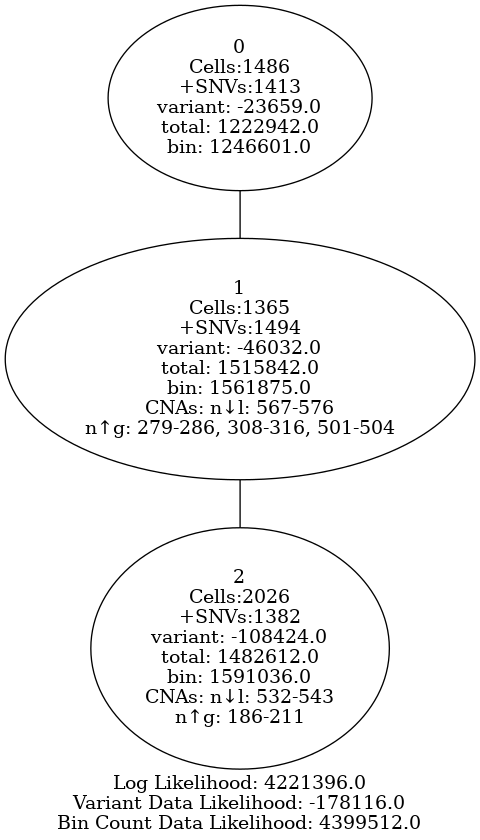 0
Cells:1486
+SNVs:1413
variant: -23659.0
total: 1222942.0
bin: 1246601.0
1
Cells:1365
+SNVs:1494
variant: -46032.0
total: 1515842.0
bin: 1561875.0
CNAs: n↓l: 567-576
n↑g: 279-286, 308-316, 501-504
2
Cells:2026
+SNVs:1382
variant: -108424.0
total: 1482612.0
bin: 1591036.0
CNAs: n↓l: 532-543
n↑g: 186-211
Log Likelihood: 4221396.0
Variant Data Likelihood: -178116.0
Bin Count Data Likelihood: 4399512.0